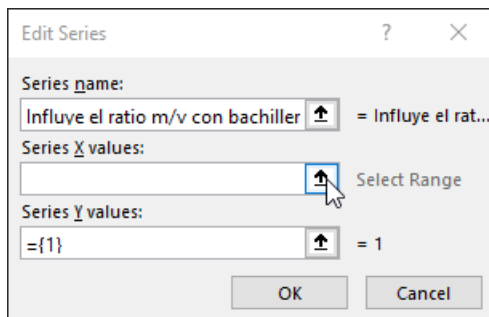 Edit Series ? ×
Series name:
Influye el ratio m/v con bachiller = Influye el rat...
Series X values:
Select Range
Series Y values:
={1} = 1
OK Cancel